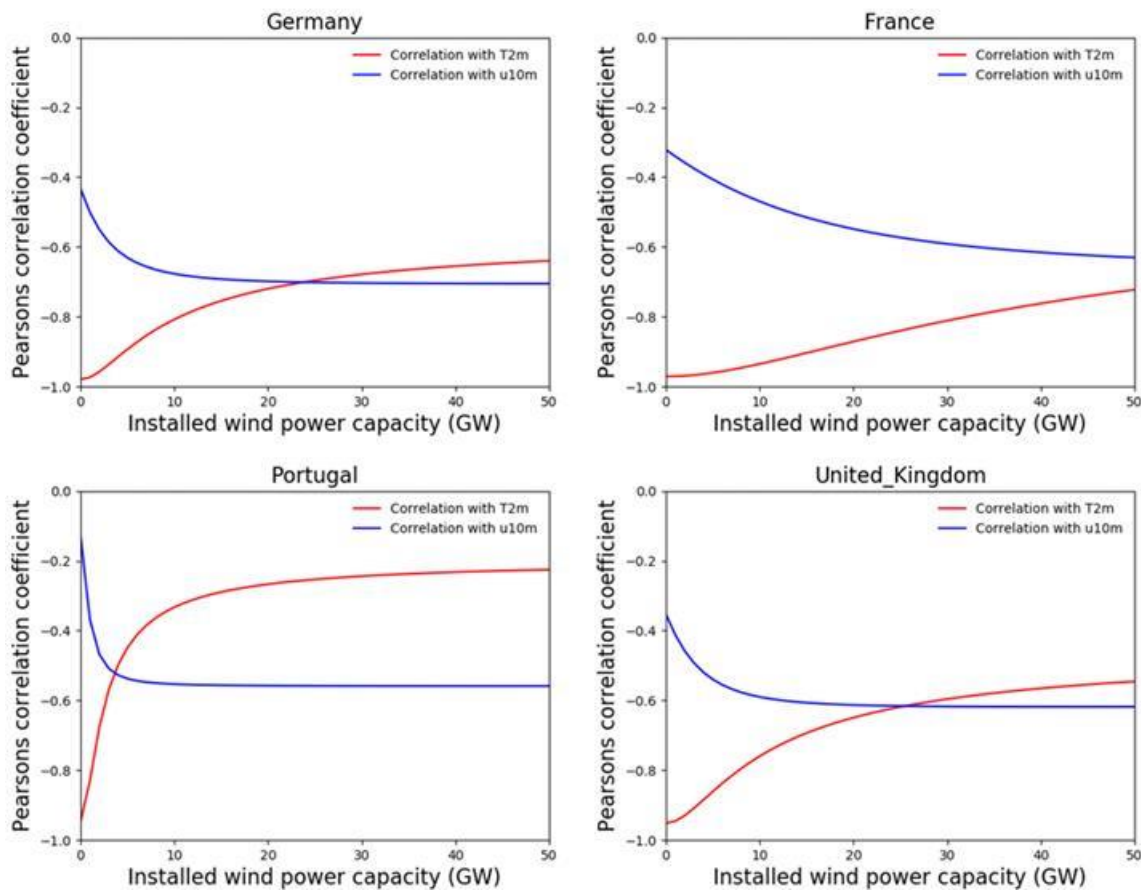 Germany
Correlation with T2m
Correlation with u10m
0.0
−0.2
−0.4
−0.6
−0.8
−1.0
Pearsons correlation coefficient
0 10 20 30 40 50
Installed wind power capacity (GW)
France
Correlation with T2m
Correlation with u10m
0.0
−0.2
−0.4
−0.6
−0.8
−1.0
Pearsons correlation coefficient
0 10 20 30 40 50
Installed wind power capacity (GW)
Portugal
Correlation with T2m
Correlation with u10m
0.0
−0.2
−0.4
−0.6
−0.8
−1.0
Pearsons correlation coefficient
0 10 20 30 40 50
Installed wind power capacity (GW)
United_Kingdom
Correlation with T2m
Correlation with u10m
0.0
−0.2
−0.4
−0.6
−0.8
−1.0
Pearsons correlation coefficient
0 10 20 30 40 50
Installed wind power capacity (GW)